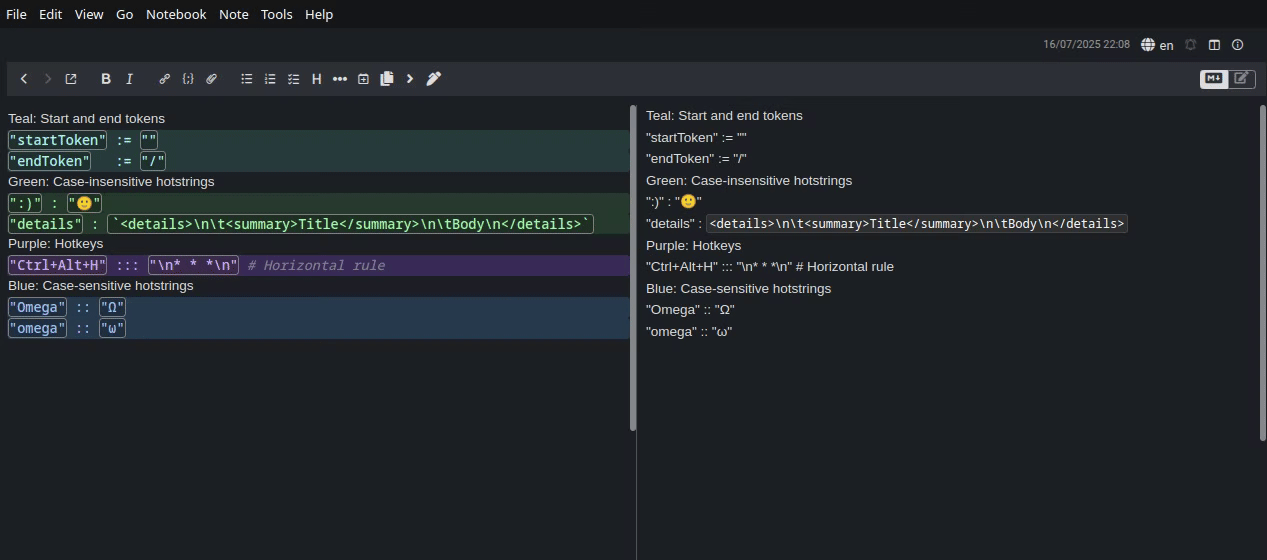 File Edit View Go Notebook Note Tools Help
16/07/2025 22:08 en
B I {;} H M↓
Teal: Start and end tokens
"startToken" := ""
"endToken"   := "/"
Green: Case-insensitive hotstrings
":)" : "🙂"
"details" : `<details>\n\t<summary>Title</summary>\n\tBody\n</details>`
Purple: Hotkeys
"Ctrl+Alt+H" ::: "\n* * *\n" # Horizontal rule
Blue: Case-sensitive hotstrings
"Omega" :: "Ω"
"omega" :: "ω"
Teal: Start and end tokens
"startToken" := ""
"endToken" := "/"
Green: Case-insensitive hotstrings
":)" : "🙂"
"details" : <details>\n\t<summary>Title</summary>\n\tBody\n</details>
Purple: Hotkeys
"Ctrl+Alt+H" ::: "\n* * *\n" # Horizontal rule
Blue: Case-sensitive hotstrings
"Omega" :: "Ω"
"omega" :: "ω"